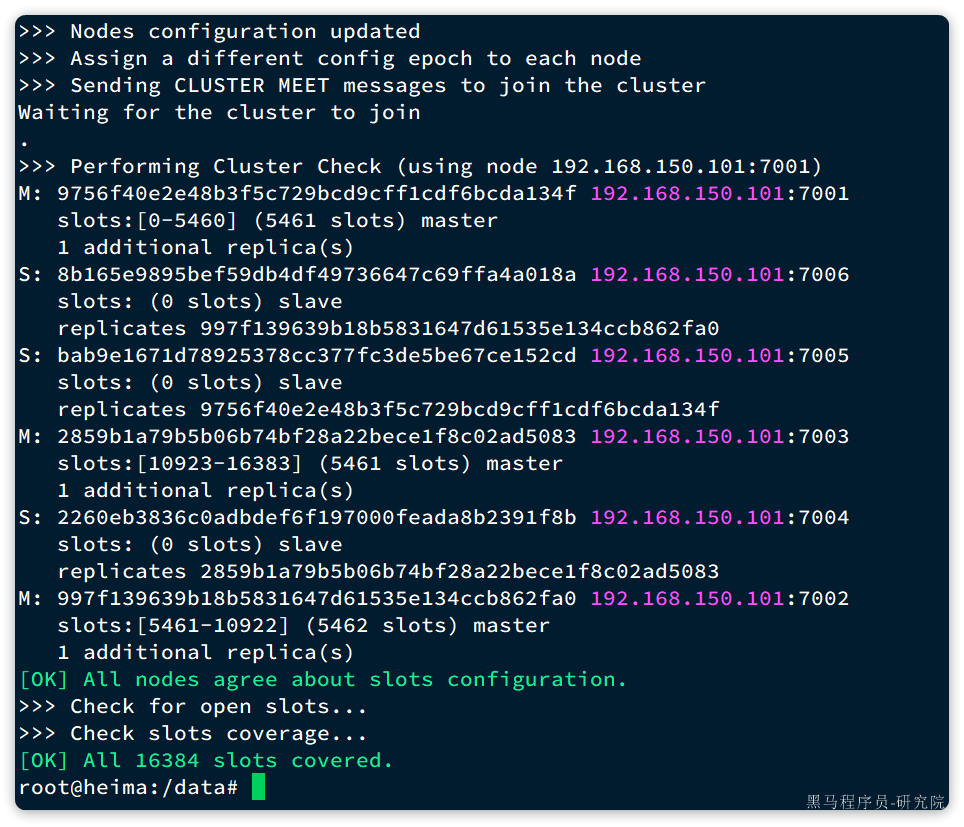 >>> Nodes configuration updated
>>> Assign a different config epoch to each node
>>> Sending CLUSTER MEET messages to join the cluster
Waiting for the cluster to join
.
>>> Performing Cluster Check (using node 192.168.150.101:7001)
M: 9756f40e2e48b3f5c729bcd9cff1cdf6bcda134f 192.168.150.101:7001
   slots:[0-5460] (5461 slots) master
   1 additional replica(s)
S: 8b165e9895bef59db4df49736647c69ffa4a018a 192.168.150.101:7006
   slots: (0 slots) slave
   replicates 997f139639b18b5831647d61535e134ccb862fa0
S: bab9e1671d78925378cc377fc3de5be67ce152cd 192.168.150.101:7005
   slots: (0 slots) slave
   replicates 9756f40e2e48b3f5c729bcd9cff1cdf6bcda134f
M: 2859b1a79b5b06b74bf28a22bece1f8c02ad5083 192.168.150.101:7003
   slots:[10923-16383] (5461 slots) master
   1 additional replica(s)
S: 2260eb3836c0adbdef6f197000feada8b2391f8b 192.168.150.101:7004
   slots: (0 slots) slave
   replicates 2859b1a79b5b06b74bf28a22bece1f8c02ad5083
M: 997f139639b18b5831647d61535e134ccb862fa0 192.168.150.101:7002
   slots:[5461-10922] (5462 slots) master
   1 additional replica(s)
[OK] All nodes agree about slots configuration.
>>> Check for open slots...
>>> Check slots coverage...
[OK] All 16384 slots covered.
root@heima:/data#
黑马程序员-研究院